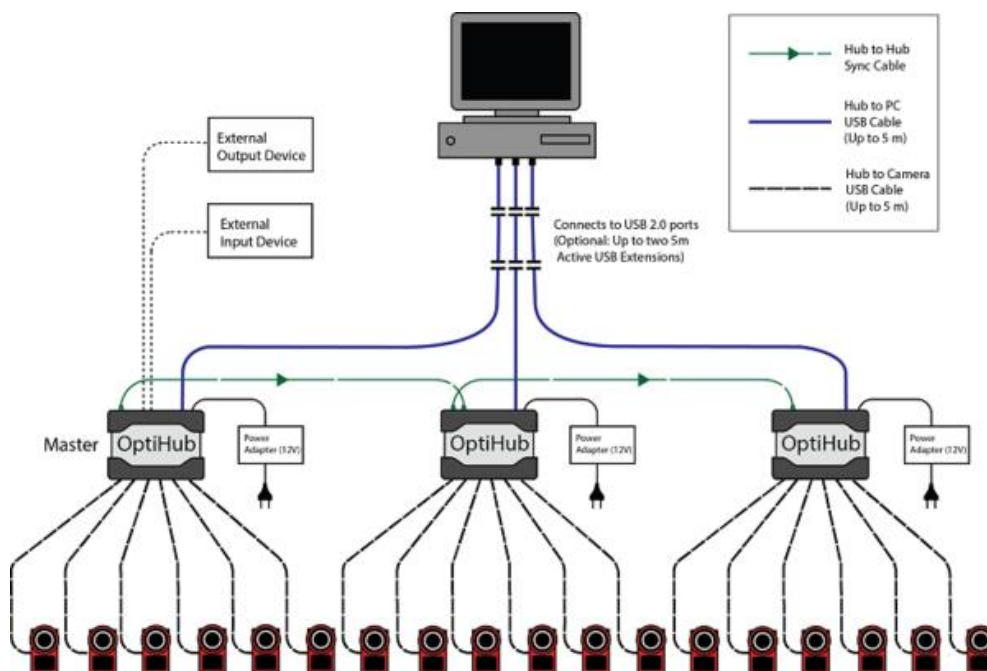 External
Output Device
External
Input Device
Connects to USB 2.0 ports
(Optional: Up to two 5m
Active USB Extensions)
Hub to Hub
Sync Cable
Hub to PC
USB Cable
(Up to 5 m)
Hub to Camera
USB Cable
(Up to 5 m)
Master
OptiHub
Power
Adapter (12V)
OptiHub
Power
Adapter (12V)
OptiHub
Power
Adapter (12V)